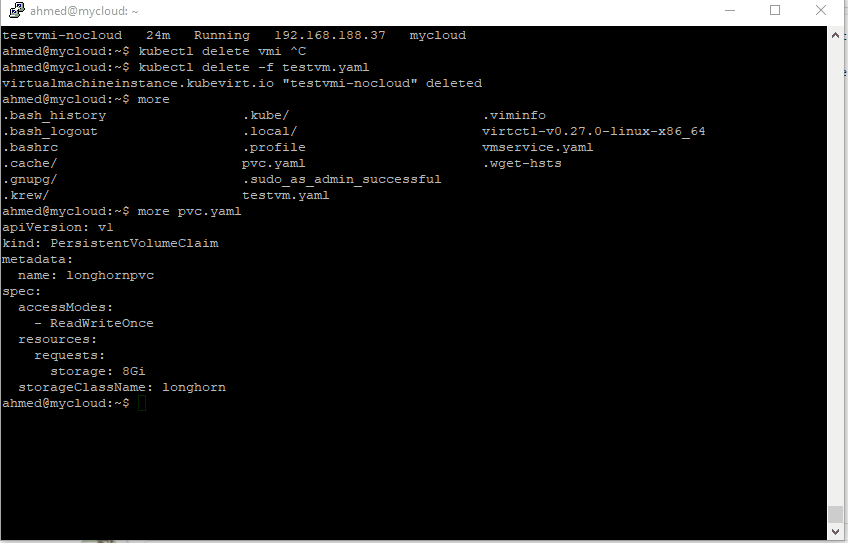 ahmed@mycloud: ~
testvmi-nocloud   24m   Running   192.168.188.37   mycloud
ahmed@mycloud:~$ kubectl delete vmi ^C
ahmed@mycloud:~$ kubectl delete -f testvm.yaml
virtualmachineinstance.kubevirt.io "testvmi-nocloud" deleted
ahmed@mycloud:~$ more
.bash_history                 .kube/                        .viminfo
.bash_logout                  .local/                       virtctl-v0.27.0-linux-x86_64
.bashrc                       .profile                      vmservice.yaml
.cache/                       pvc.yaml                      .wget-hsts
.gnupg/                       .sudo_as_admin_successful
.krew/                        testvm.yaml
ahmed@mycloud:~$ more pvc.yaml
apiVersion: v1
kind: PersistentVolumeClaim
metadata:
  name: longhornpvc
spec:
  accessModes:
    - ReadWriteOnce
  resources:
    requests:
      storage: 8Gi
  storageClassName: longhorn
ahmed@mycloud:~$